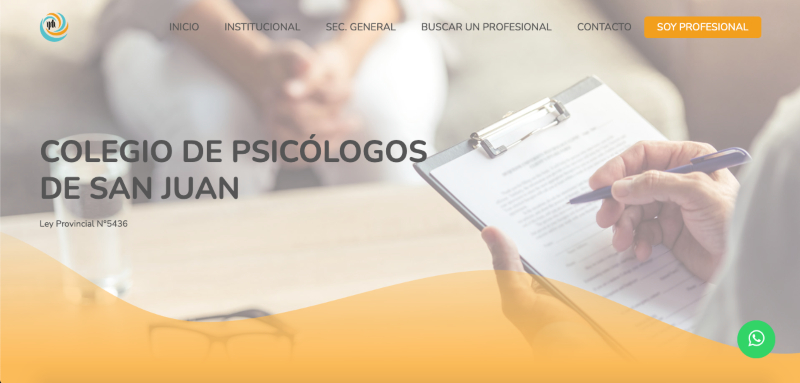 INICIO
INSTITUCIONAL
SEC. GENERAL
BUSCAR UN PROFESIONAL
CONTACTO
SOY PROFESIONAL
COLEGIO DE PSICÓLOGOS
DE SAN JUAN
Ley Provincial N°5436